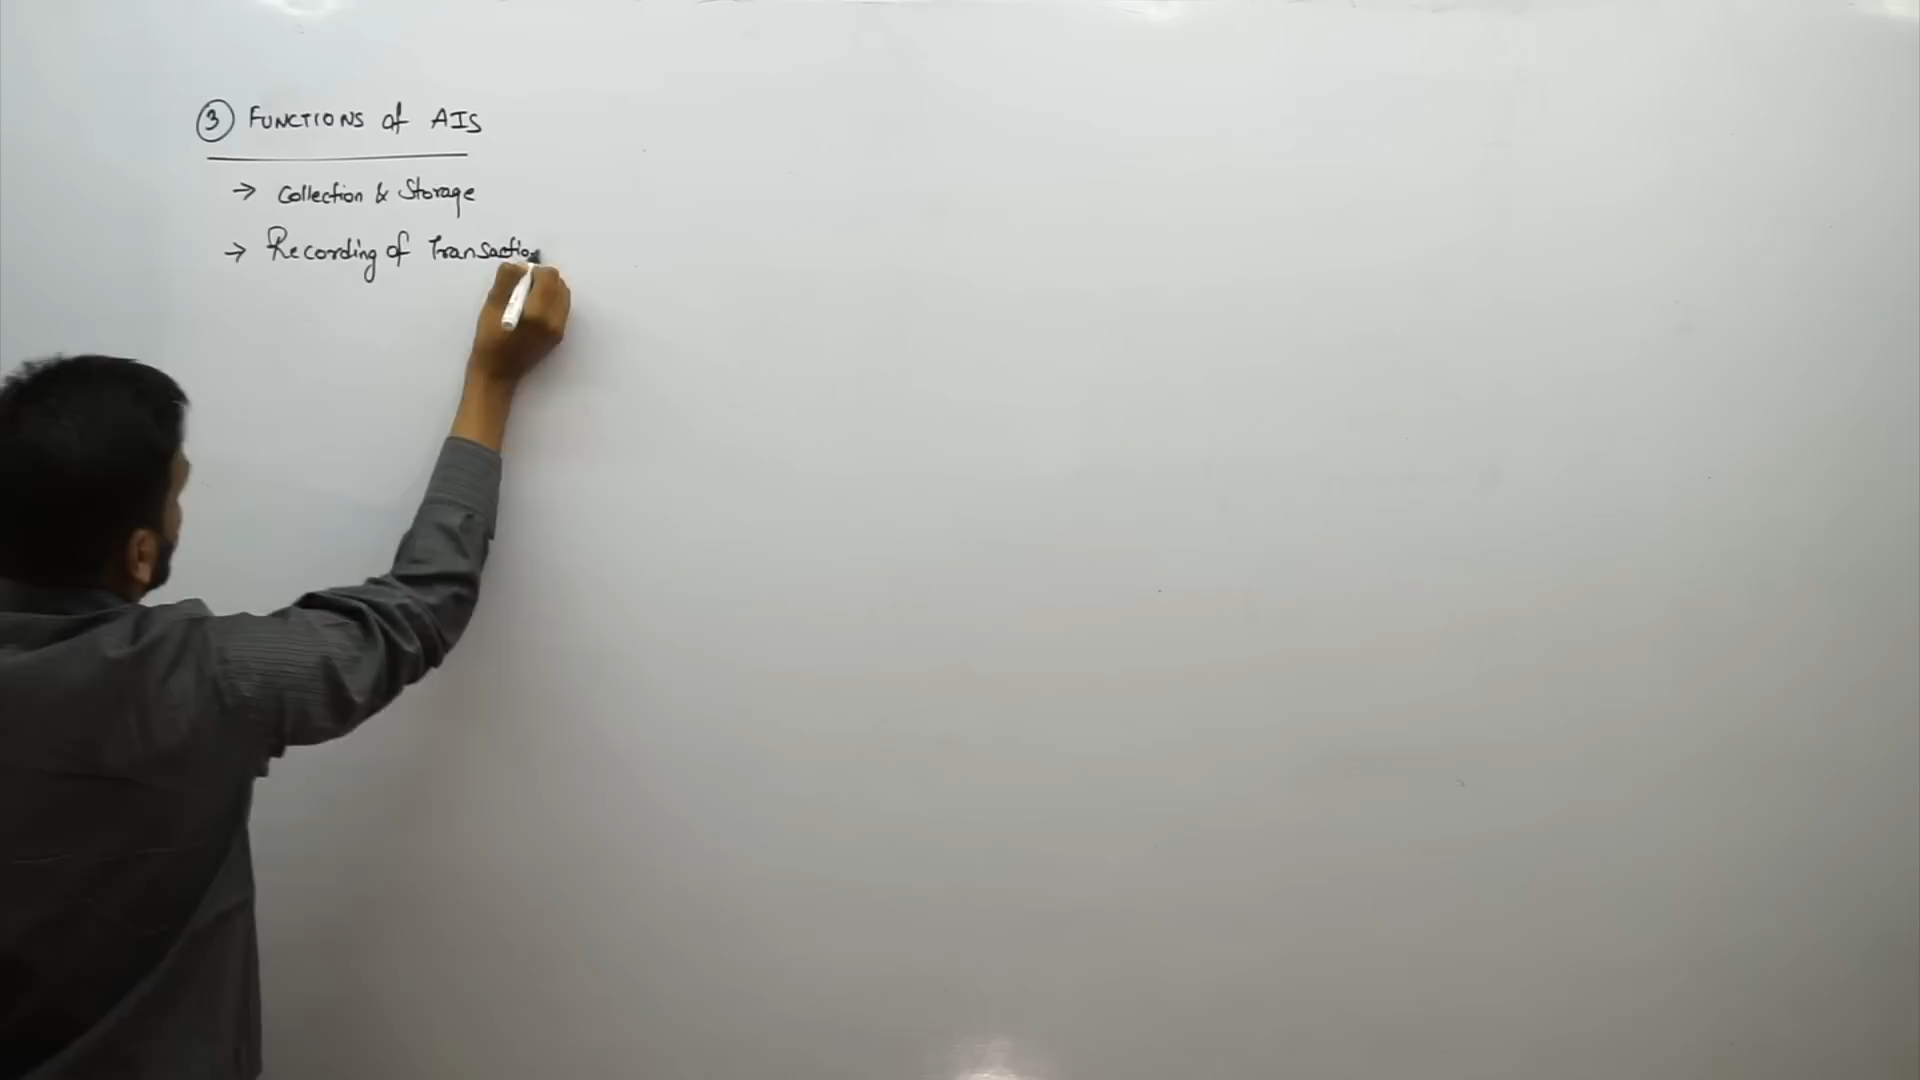 ③ FUNCTIONS of AIS
→ Collection & Storage
→ Recording of Transaction